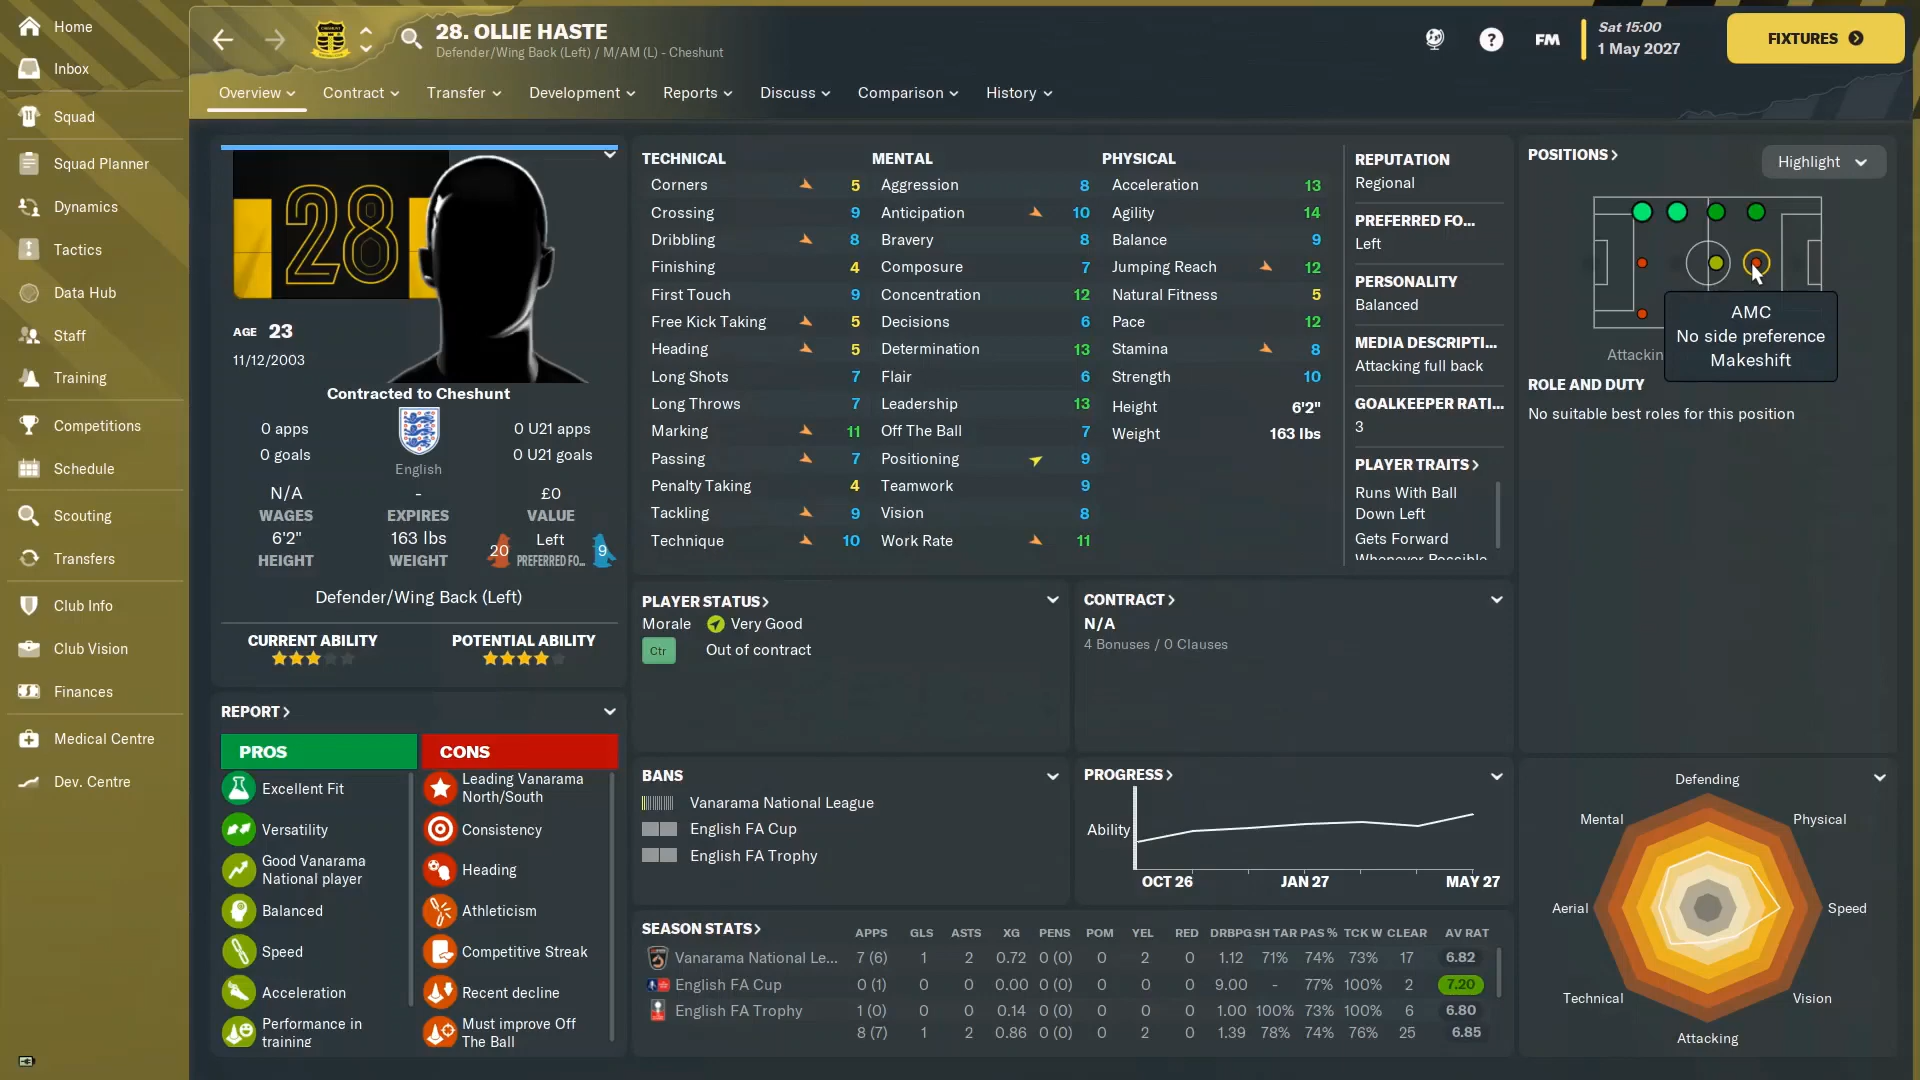 Home
Inbox
Squad
Squad Planner
Dynamics
Tactics
Data Hub
Staff
Training
Competitions
Schedule
Scouting
Transfers
Club Info
Club Vision
Finances
Medical Centre
Dev. Centre
28. OLLIE HASTE
Defender/Wing Back (Left) / M/AM (L) - Cheshunt
FM
Sat 15:00
1 May 2027
FIXTURES
Overview Contract Transfer Development Reports Discuss Comparison History
28
AGE 23
11/12/2003
Contracted to Cheshunt
0 apps 0 U21 apps
0 goals 0 U21 goals
English
N/A - £0
WAGES EXPIRES VALUE
6'2" 163 lbs Left
HEIGHT WEIGHT PREFERRED FO...
20 9
Defender/Wing Back (Left)
CURRENT ABILITY POTENTIAL ABILITY
REPORT
PROS CONS
Excellent Fit
Versatility
Good Vanarama
National player
Balanced
Speed
Acceleration
Performance in
training
Leading Vanarama
North/South
Consistency
Heading
Athleticism
Competitive Streak
Recent decline
Must improve Off
The Ball
TECHNICAL
Corners 5
Crossing 9
Dribbling 8
Finishing 4
First Touch 9
Free Kick Taking 5
Heading 5
Long Shots 7
Long Throws 7
Marking 11
Passing 7
Penalty Taking 4
Tackling 9
Technique 10
MENTAL
Aggression 8
Anticipation 10
Bravery 8
Composure 7
Concentration 12
Decisions 6
Determination 13
Flair 6
Leadership 13
Off The Ball 7
Positioning 9
Teamwork 9
Vision 8
Work Rate 11
PHYSICAL
Acceleration 13
Agility 14
Balance 9
Jumping Reach 12
Natural Fitness 5
Pace 12
Stamina 8
Strength 10
Height 6'2"
Weight 163 lbs
REPUTATION
Regional
PREFERRED FO...
Left
PERSONALITY
Balanced
MEDIA DESCRIPTI...
Attacking full back
GOALKEEPER RATI...
3
PLAYER TRAITS
Runs With Ball
Down Left
Gets Forward
Whenever Possible
POSITIONS
Highlight
AMC
No side preference
Makeshift
Attackin
ROLE AND DUTY
No suitable best roles for this position
PLAYER STATUS
Morale Very Good
Ctr Out of contract
CONTRACT
N/A
4 Bonuses / 0 Clauses
BANS
Vanarama National League
English FA Cup
English FA Trophy
PROGRESS
Ability
OCT 26 JAN 27 MAY 27
SEASON STATS APPS GLS ASTS XG PENS POM YEL RED DRBPG SH TAR PAS % TCK W CLEAR AV RAT
Vanarama National Le... 7 (6) 1 2 0.72 0 (0) 0 2 0 1.12 71% 74% 73% 17 6.82
English FA Cup 0 (1) 0 0 0.00 0 (0) 0 0 0 9.00 - 77% 100% 2 7.20
English FA Trophy 1 (0) 0 0 0.14 0 (0) 0 0 0 1.00 100% 73% 100% 6 6.80
8 (7) 1 2 0.86 0 (0) 0 2 0 1.39 78% 74% 76% 25 6.85
Defending
Mental Physical
Aerial Speed
Technical Vision
Attacking